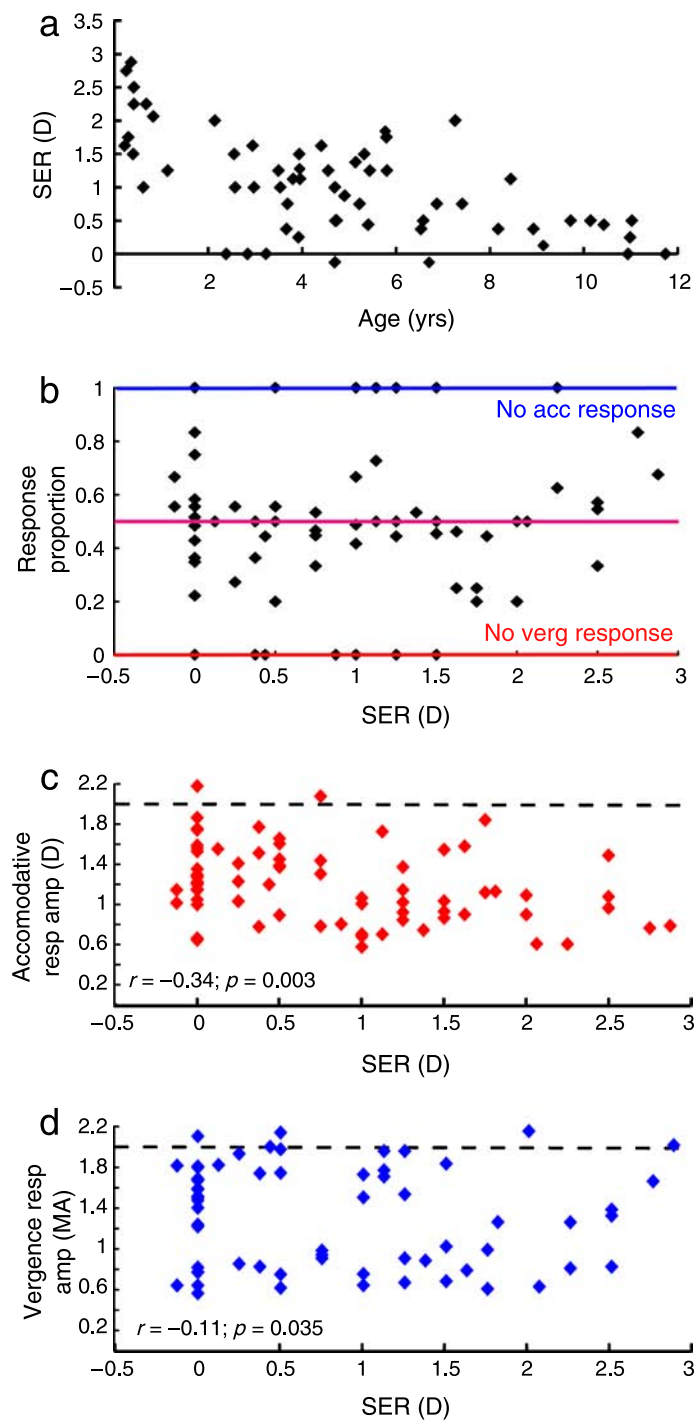 a
3.5
3
2.5
2
1.5
1
0.5
0
−0.5
SER (D)
2 4 6 8 10 12
Age (yrs)
b
1
0.8
0.6
0.4
0.2
0
Response
proportion
No acc response
No verg response
−0.5 0 0.5 1 1.5 2 2.5 3
SER (D)
c
2.2
1.8
1.4
1
0.6
0.2
Accomodative
resp amp (D)
r = −0.34; p = 0.003
−0.5 0 0.5 1 1.5 2 2.5 3
SER (D)
d
2.2
1.8
1.4
1
0.6
0.2
Vergence resp
amp (MA)
r = −0.11; p = 0.035
−0.5 0 0.5 1 1.5 2 2.5 3
SER (D)